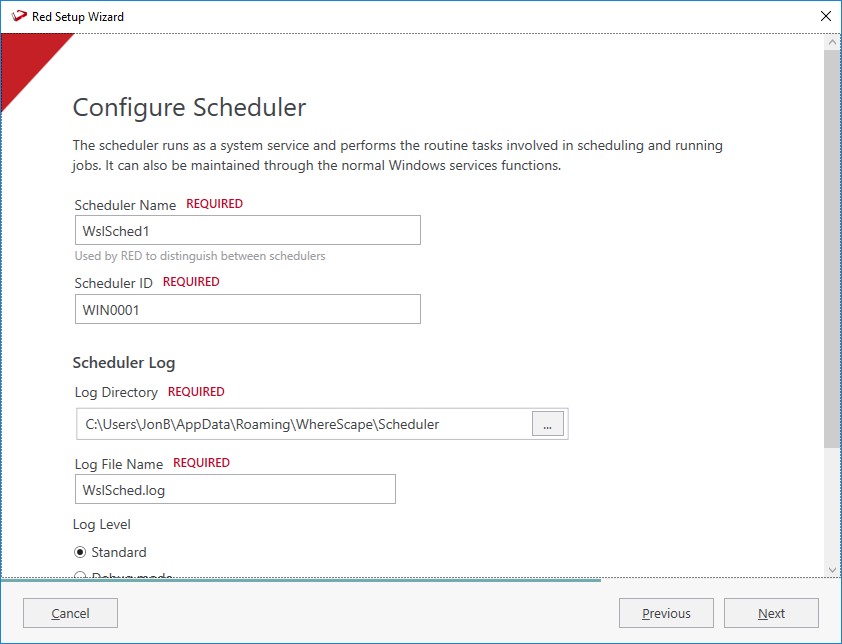 Red Setup Wizard
Configure Scheduler
The scheduler runs as a system service and performs the routine tasks involved in scheduling and running
jobs. It can also be maintained through the normal Windows services functions.
Scheduler Name REQUIRED
WslSched1
Used by RED to distinguish between schedulers
Scheduler ID REQUIRED
WIN0001
Scheduler Log
Log Directory REQUIRED
C:\Users\JonB\AppData\Roaming\WhereScape\Scheduler ...
Log File Name REQUIRED
WslSched.log
Log Level
Standard
Debug mode
Cancel Previous Next